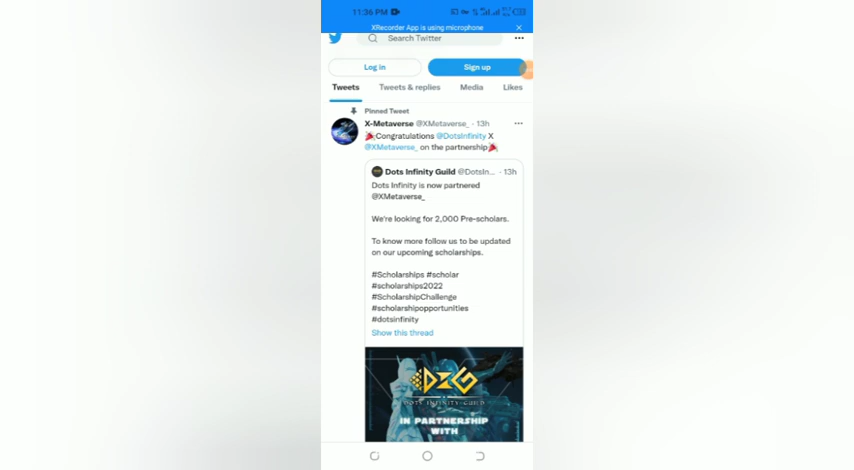 11:36 PM
XRecorder App is using microphone
Search Twitter
Log in
Sign up
Tweets
Tweets & replies
Media
Likes
Pinned Tweet
X-Metaverse @XMetaverse_ · 13h
Congratulations @DotsInfinity X
@XMetaverse_ on the partnership
Dots Infinity Guild @DotsIn... · 13h
Dots Infinity is now partnered
@XMetaverse_
We're looking for 2,000 Pre-scholars.
To know more follow us to be updated
on our upcoming scholarships.
#Scholarships #scholar
#scholarships2022
#ScholarshipChallenge
#scholarshipopportunities
#dotsinfinity
Show this thread
DIG
DOTS INFINITY GUILD
IN PARTNERSHIP
WITH